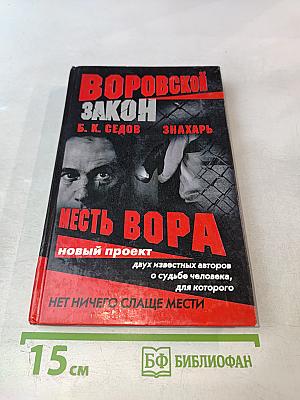 ВОРОВСКОЙ
ЗАКОН
Б. К. СЕДОВ ЗНАХАРЬ
МЕСТЬ ВОРА
новый проект
двух известных авторов
о судьбе человека,
для которого
НЕТ НИЧЕГО СЛАЩЕ МЕСТИ
15 см
БФ БИБЛИОФАН